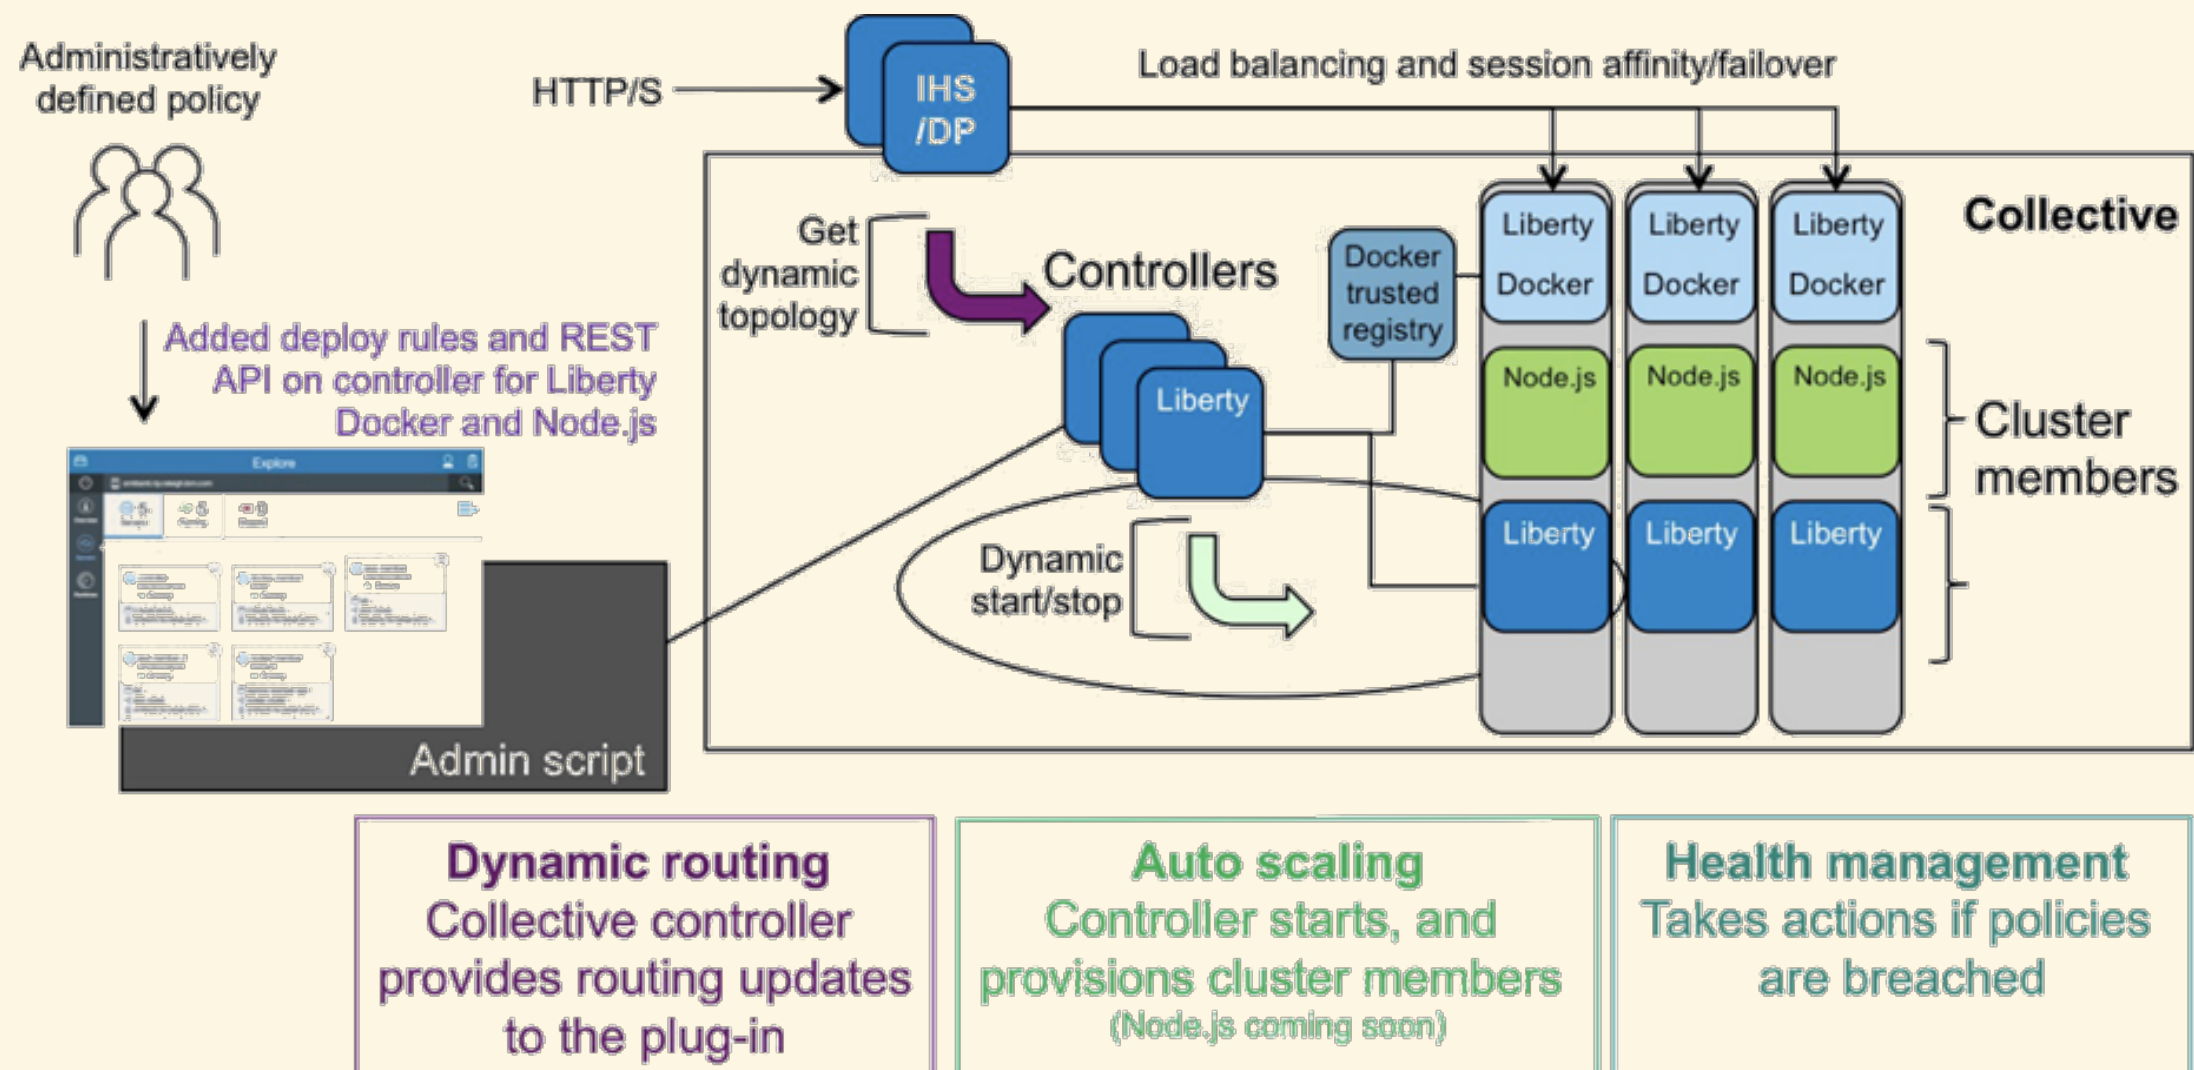 Administratively
defined policy
HTTP/S
IHS
/DP
Load balancing and session affinity/failover
Collective
Get
dynamic
topology
Controllers
Docker
trusted
registry
Liberty
Docker
Liberty
Docker
Liberty
Docker
Added deploy rules and REST
API on controller for Liberty
Docker and Node.js
Liberty
Node.js
Node.js
Node.js
Cluster
members
Explore
Dynamic
start/stop
Liberty
Liberty
Liberty
Admin script
Dynamic routing
Collective controller
provides routing updates
to the plug-in
Auto scaling
Controller starts, and
provisions cluster members
(Node.js coming soon)
Health management
Takes actions if policies
are breached